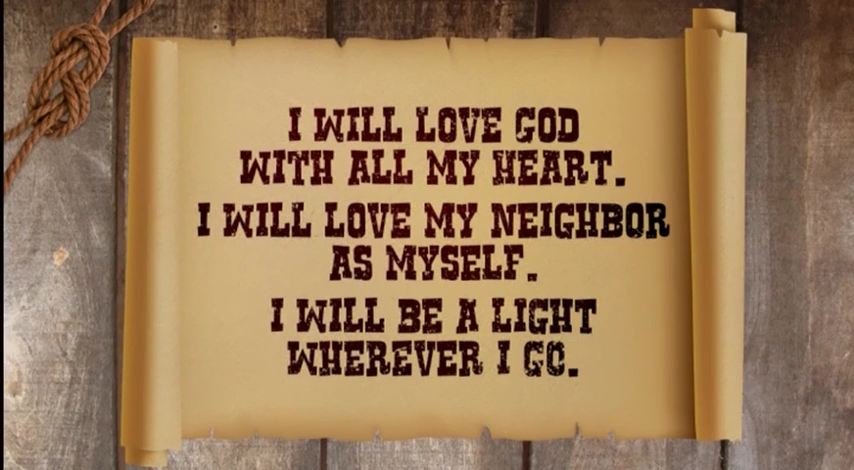 I WILL LOVE GOD
WITH ALL MY HEART.
I WILL LOVE MY NEIGHBOR
AS MYSELF.
I WILL BE A LIGHT
WHEREVER I GO.